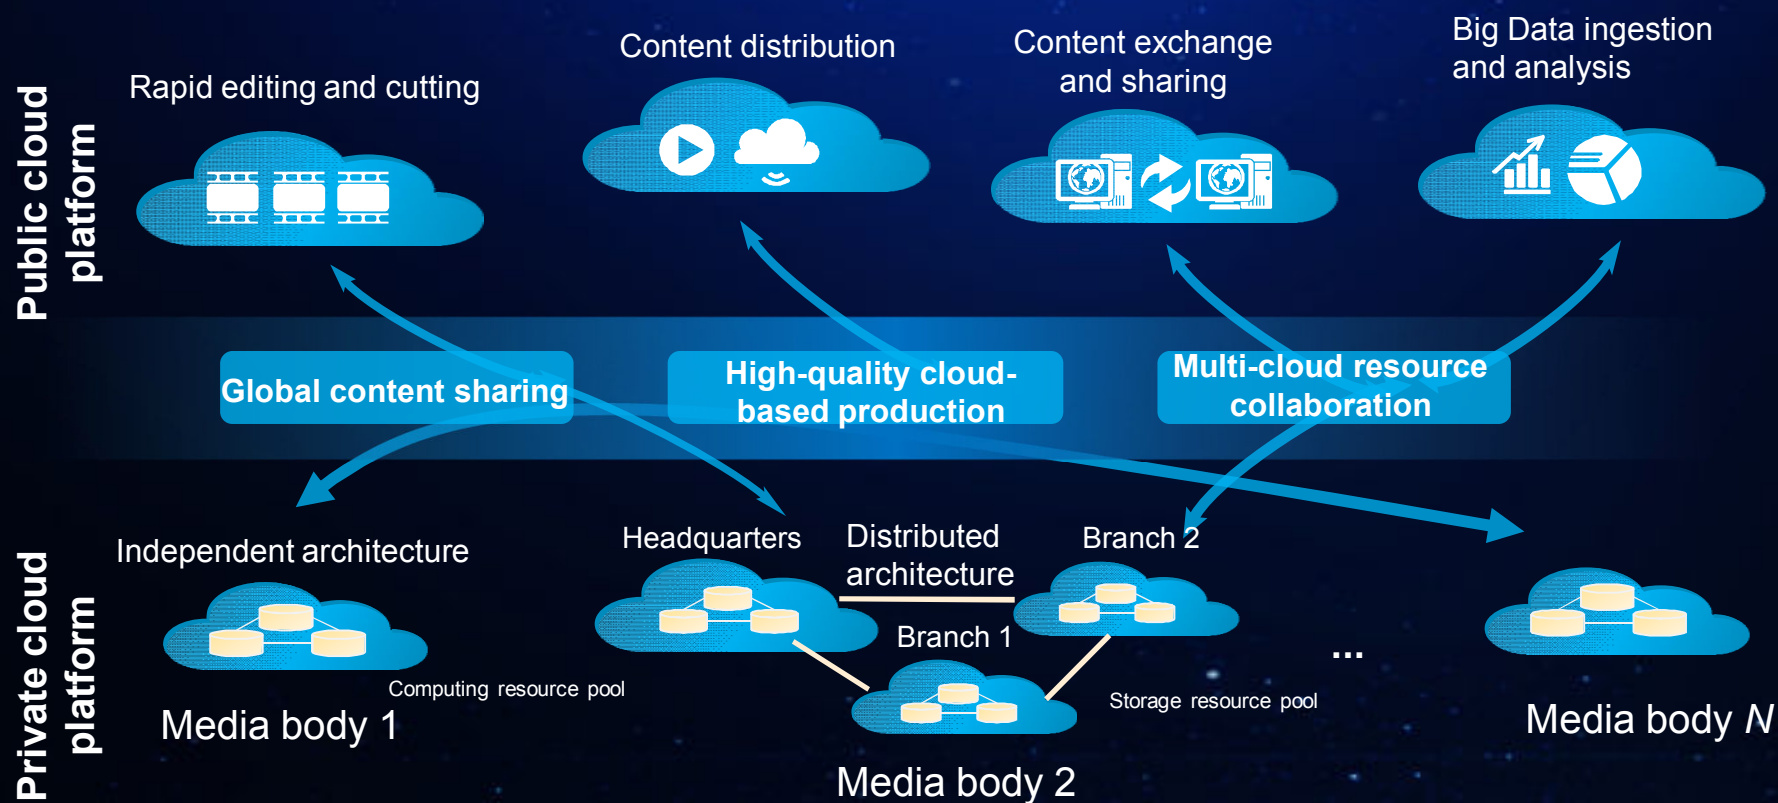 Public cloud
platform
Rapid editing and cutting
Content distribution
Content exchange
and sharing
Big Data ingestion
and analysis
Global content sharing
High-quality cloud-
based production
Multi-cloud resource
collaboration
Private cloud
platform
Independent architecture
Headquarters
Distributed
architecture
Branch 2
Branch 1
...
Computing resource pool
Storage resource pool
Media body 1
Media body 2
Media body N